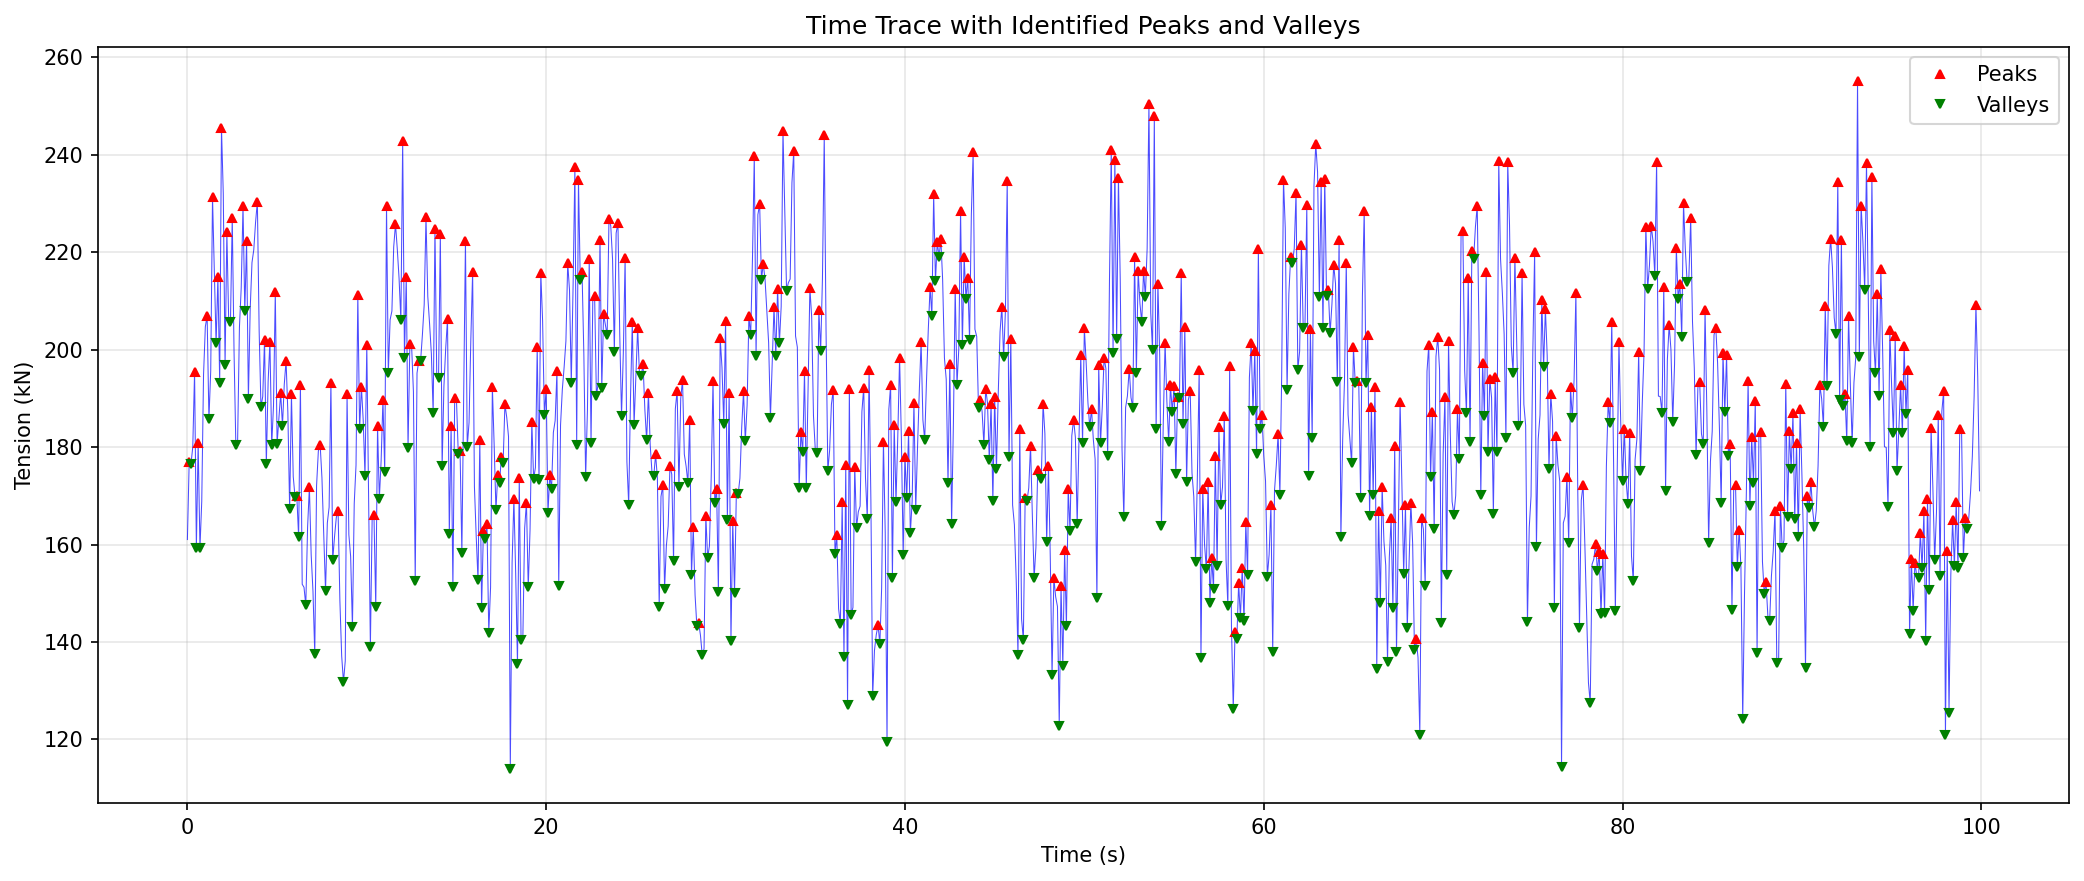 Time Trace with Identified Peaks and Valleys
Peaks
Valleys
Tension (kN)
260
240
220
200
180
160
140
120
0
20
40
60
80
100
Time (s)